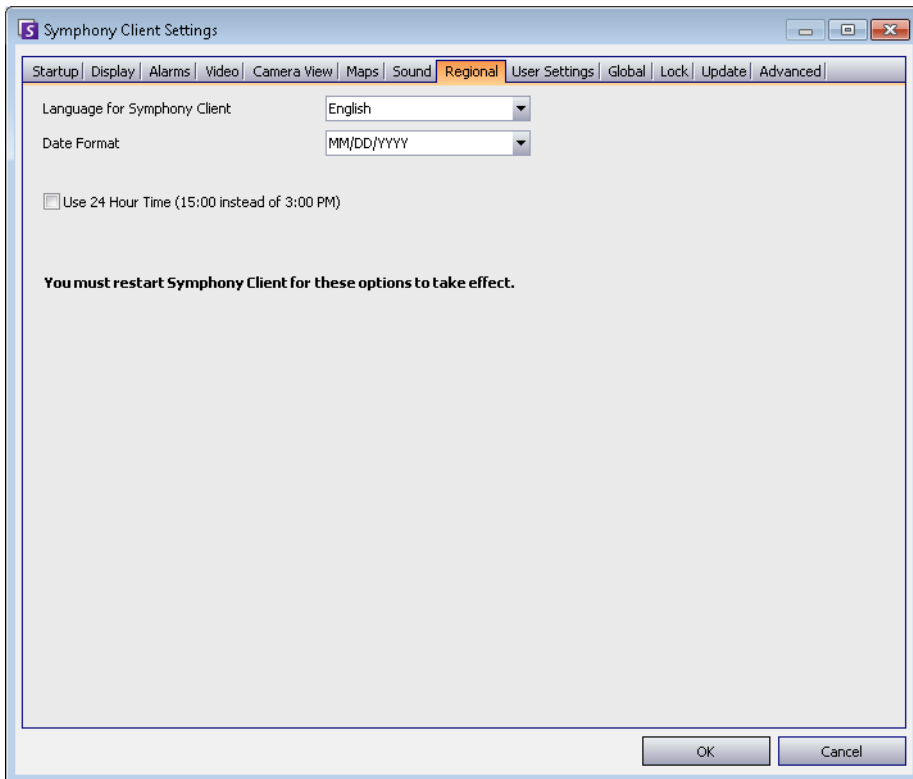 Symphony Client Settings
Startup Display Alarms Video Camera View Maps Sound Regional User Settings Global Lock Update Advanced
Language for Symphony Client English
Date Format MM/DD/YYYY
Use 24 Hour Time (15:00 instead of 3:00 PM)
You must restart Symphony Client for these options to take effect.
OK Cancel